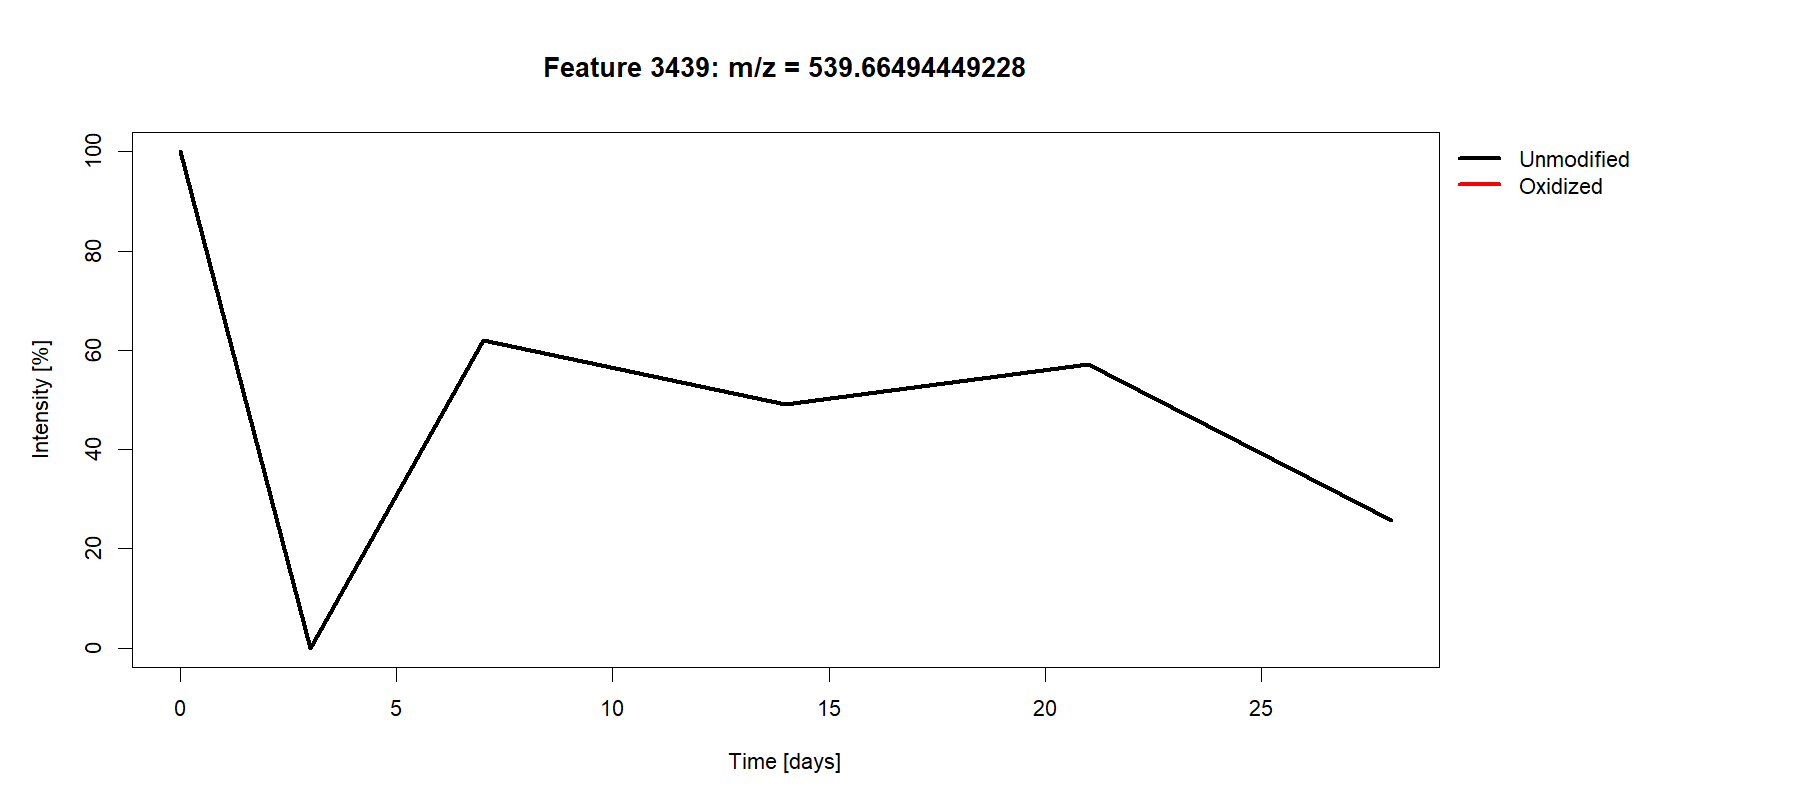 Feature 3439: m/z = 539.66494449228
Unmodified
Oxidized
Intensity [%]
100
80
60
40
20
0
0 5 10 15 20 25
Time [days]